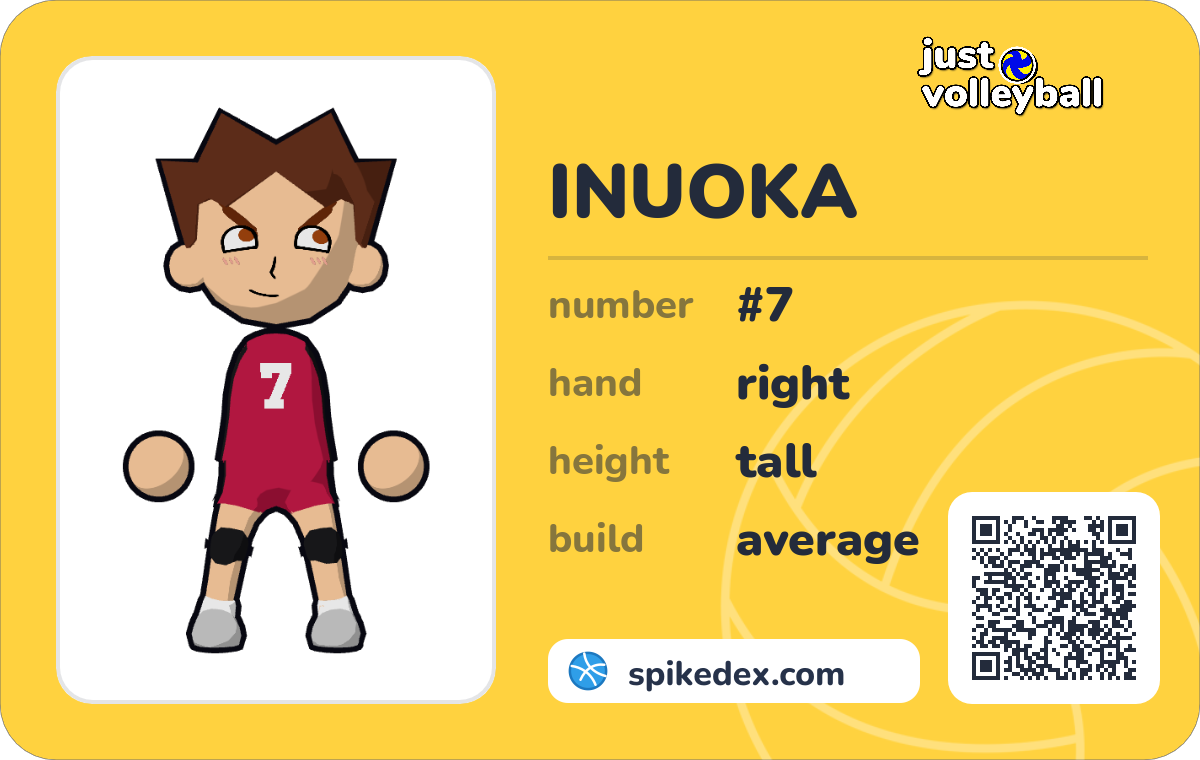 just
volleyball
INUOKA
number #7
hand right
height tall
build average
7
spikedex.com